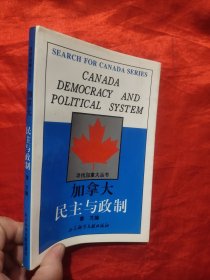 SEARCH FOR CANADA SERIES
CANADA
DEMOCRACY AND
POLITICAL SYSTEM
寻找加拿大丛书
加拿大
民主与政制
民主与政制